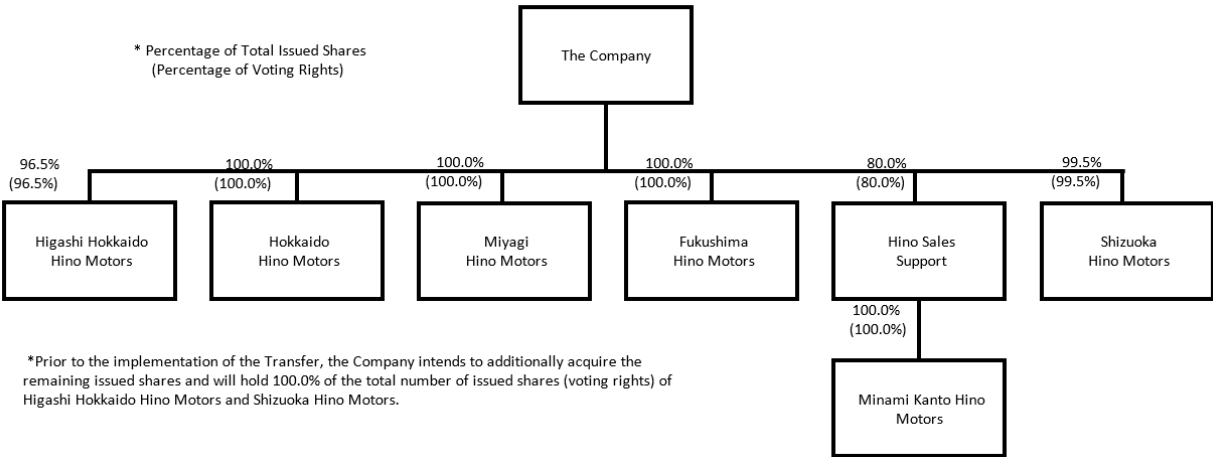 * Percentage of Total Issued Shares
(Percentage of Voting Rights)
The Company
96.5%
(96.5%)
100.0%
(100.0%)
100.0%
(100.0%)
100.0%
(100.0%)
80.0%
(80.0%)
99.5%
(99.5%)
Higashi Hokkaido
Hino Motors
Hokkaido
Hino Motors
Miyagi
Hino Motors
Fukushima
Hino Motors
Hino Sales
Support
Shizuoka
Hino Motors
100.0%
(100.0%)
Minami Kanto Hino
Motors
*Prior to the implementation of the Transfer, the Company intends to additionally acquire the
remaining issued shares and will hold 100.0% of the total number of issued shares (voting rights) of
Higashi Hokkaido Hino Motors and Shizuoka Hino Motors.